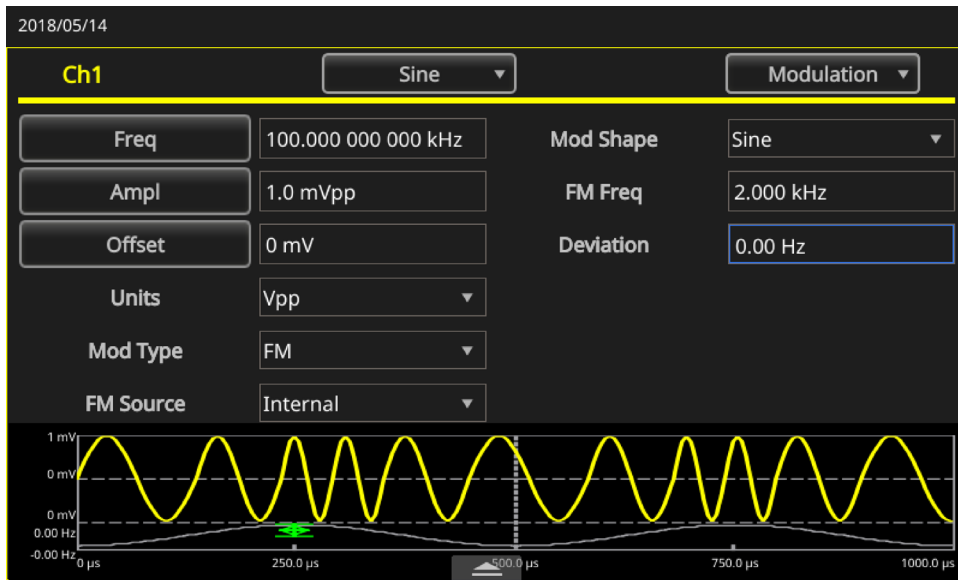 2018/05/14
Ch1 Sine Modulation
Freq 100.000 000 000 kHz Mod Shape Sine
Ampl 1.0 mVpp FM Freq 2.000 kHz
Offset 0 mV Deviation 0.00 Hz
Units Vpp
Mod Type FM
FM Source Internal
1 mV
0 mV
0 mV
0.00 Hz
-0.00 Hz
0 µs 250.0 µs 500.0 µs 750.0 µs 1000.0 µs